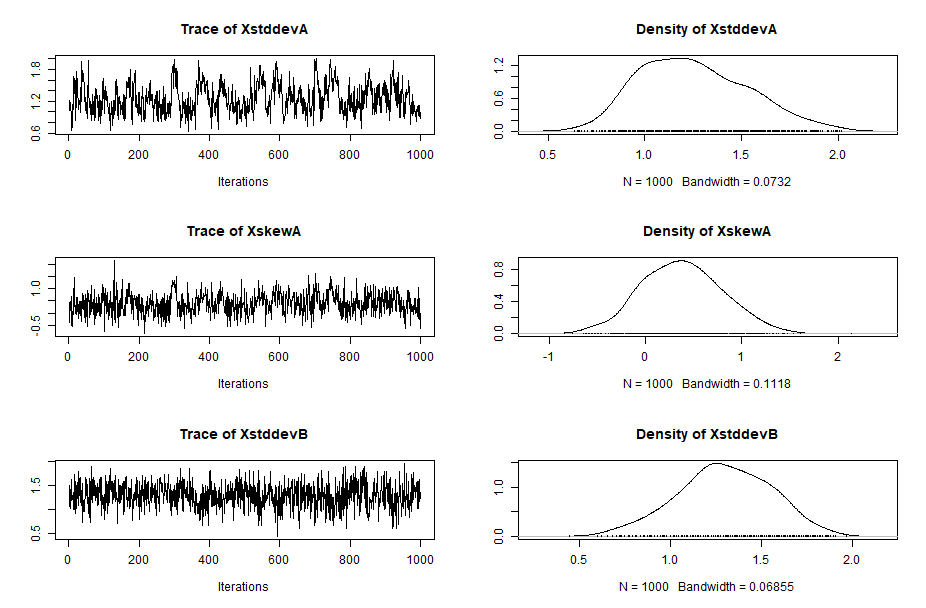 Trace of XstddevA
0.6 1.2 1.8
0 200 400 600 800 1000
Iterations
Density of XstddevA
0.0 0.6 1.2
0.5 1.0 1.5 2.0
N = 1000 Bandwidth = 0.0732
Trace of XskewA
-0.5 1.0
0 200 400 600 800 1000
Iterations
Density of XskewA
0.0 0.4 0.8
-1 0 1 2
N = 1000 Bandwidth = 0.1118
Trace of XstddevB
0.5 1.5
0 200 400 600 800 1000
Iterations
Density of XstddevB
0.0 1.0
0.5 1.0 1.5 2.0
N = 1000 Bandwidth = 0.06855